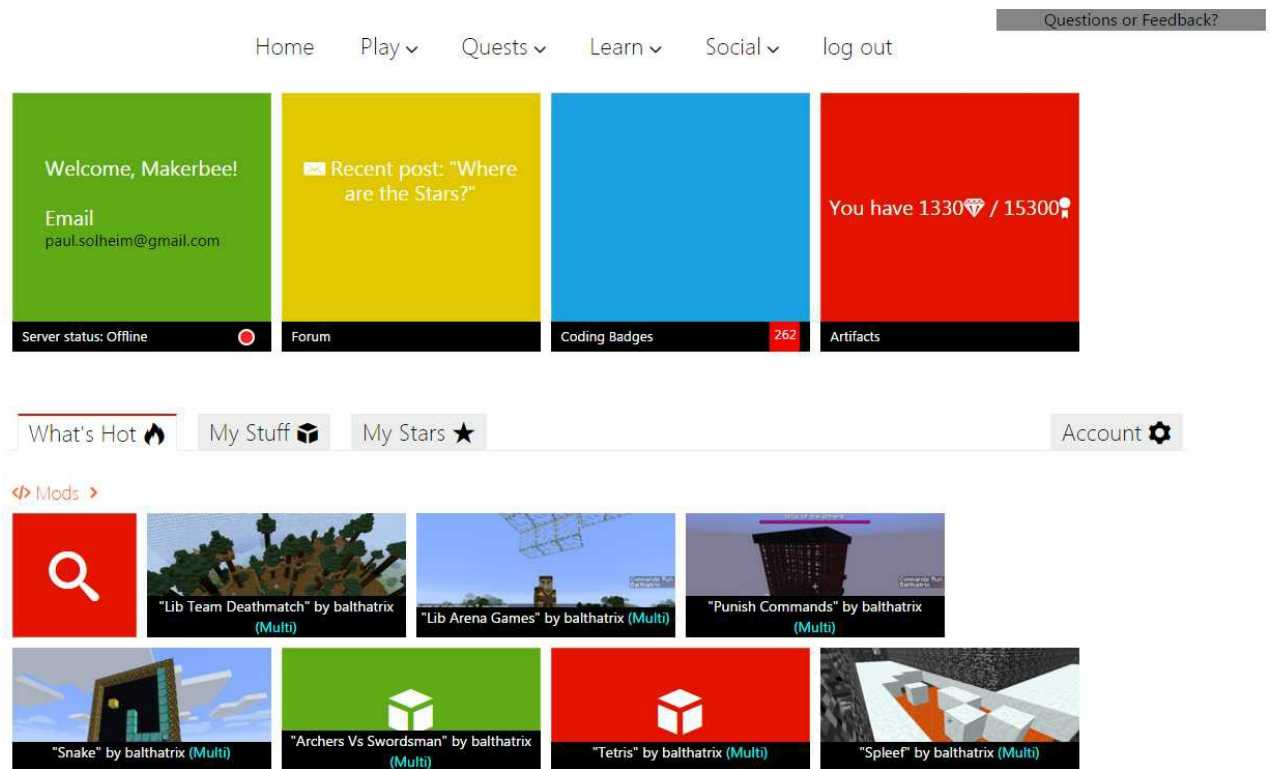 Questions or Feedback?
Home Play Quests Learn Social log out
Welcome, Makerbee!
Email
paul.solheim@gmail.com
Server status: Offline
Recent post: "Where
are the Stars?"
Forum
Coding Badges 262
You have 1330 / 15300
Artifacts
What's Hot My Stuff My Stars Account
</> Mods >
"Lib Team Deathmatch" by balthatrix
(Multi)
"Lib Arena Games" by balthatrix (Multi)
"Punish Commands" by balthatrix
(Multi)
"Snake" by balthatrix (Multi)
"Archers Vs Swordsman" by balthatrix
(Multi)
"Tetris" by balthatrix (Multi)
"Spleef" by balthatrix (Multi)